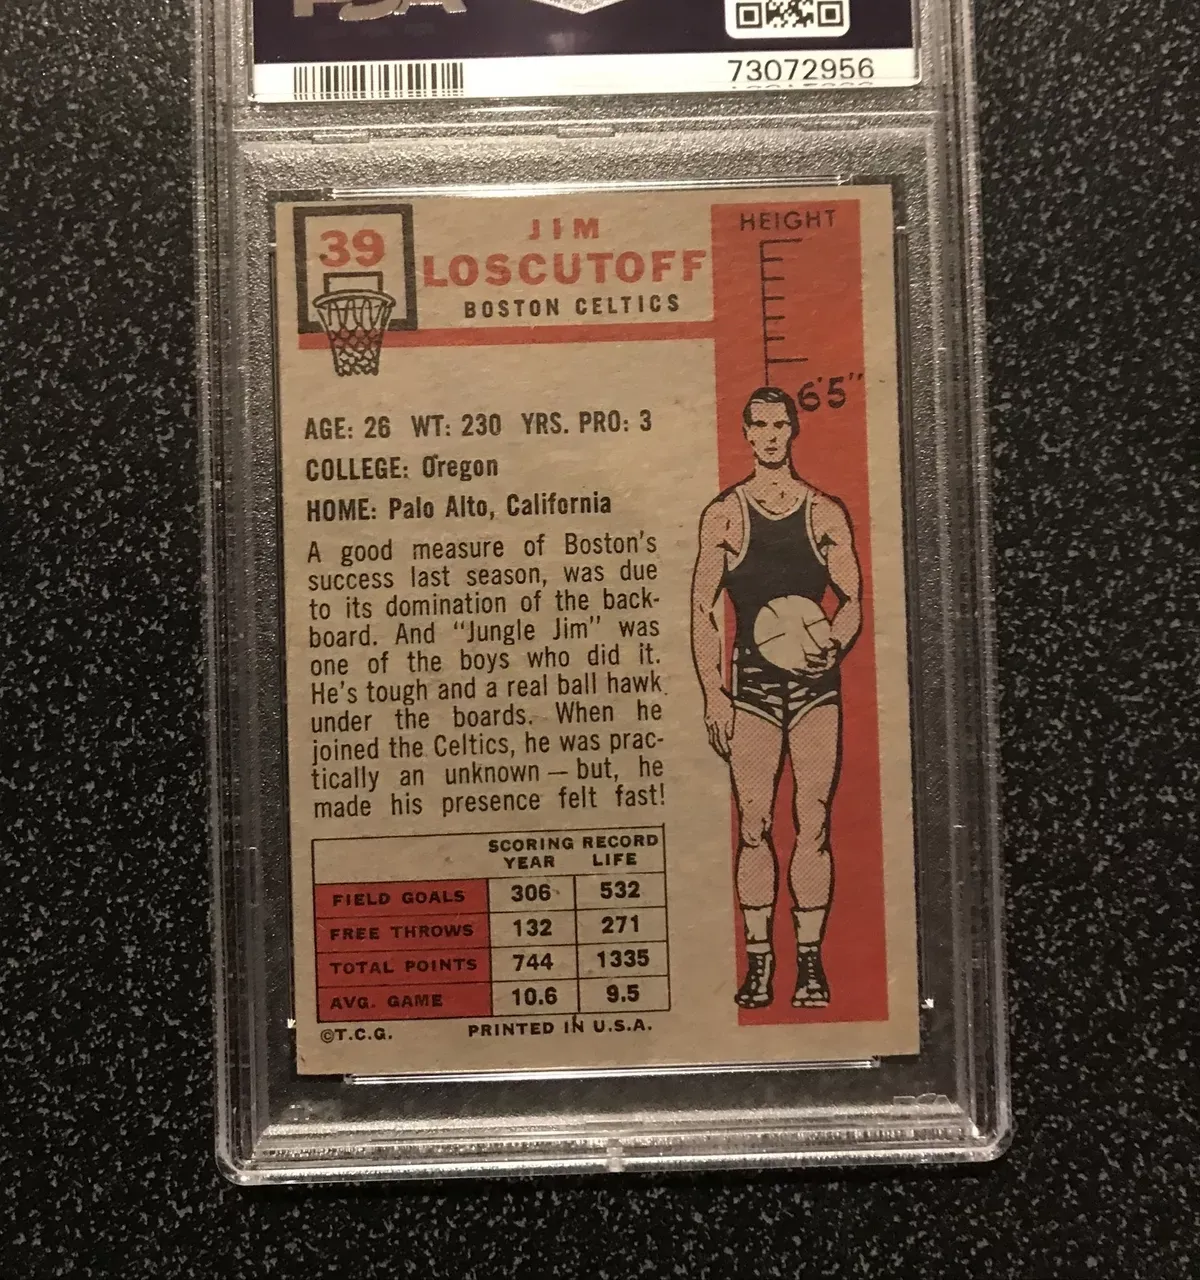 PSA
73072956
39
JIM
LOSCUTOFF
BOSTON CELTICS
HEIGHT
6'5"
AGE: 26 WT: 230 YRS. PRO: 3
COLLEGE: Oregon
HOME: Palo Alto, California
A good measure of Boston's
success last season, was due
to its domination of the back-
board. And "Jungle Jim" was
one of the boys who did it.
He's tough and a real ball hawk
under the boards. When he
joined the Celtics, he was prac-
tically an unknown — but, he
made his presence felt fast!
SCORING RECORD
YEAR LIFE
FIELD GOALS 306 532
FREE THROWS 132 271
TOTAL POINTS 744 1335
AVG. GAME 10.6 9.5
©T.C.G. PRINTED IN U.S.A.
PSA